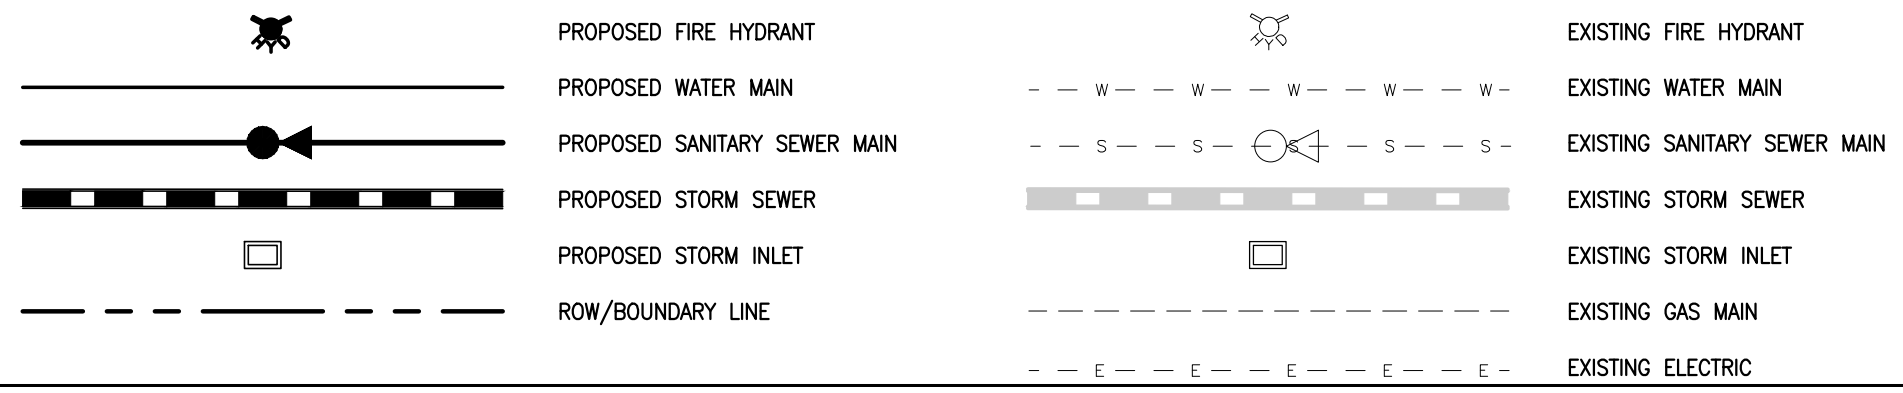 HYD PROPOSED FIRE HYDRANT
PROPOSED WATER MAIN
PROPOSED SANITARY SEWER MAIN
PROPOSED STORM SEWER
PROPOSED STORM INLET
ROW/BOUNDARY LINE
HYD EXISTING FIRE HYDRANT
W W W W W EXISTING WATER MAIN
S S S S S EXISTING SANITARY SEWER MAIN
EXISTING STORM SEWER
EXISTING STORM INLET
EXISTING GAS MAIN
E E E E E EXISTING ELECTRIC